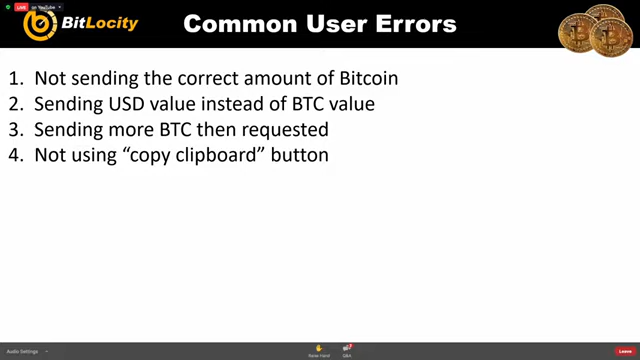 LIVE on YouTube
BitLocity
Common User Errors
1. Not sending the correct amount of Bitcoin
2. Sending USD value instead of BTC value
3. Sending more BTC then requested
4. Not using “copy clipboard” button
Audio Settings
Raise Hand
Q&A
Leave